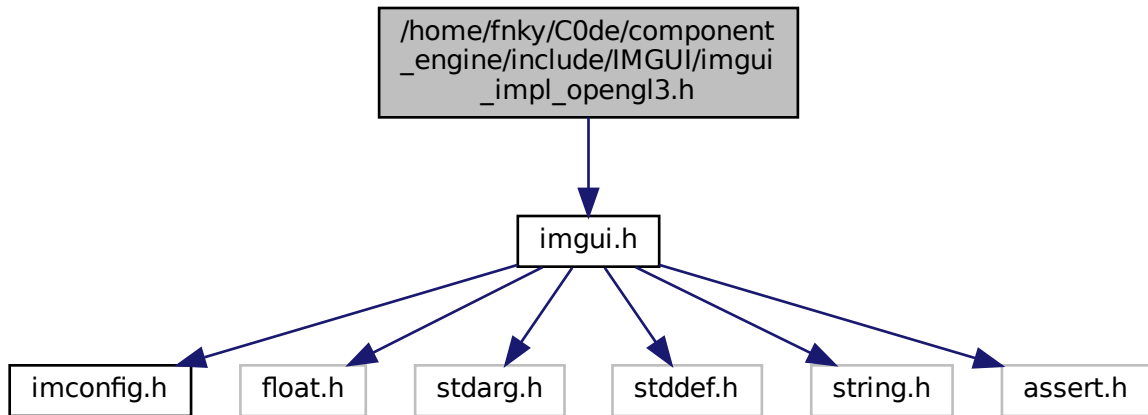 /home/fnky/C0de/component
_engine/include/IMGUI/imgui
_impl_opengl3.h
imgui.h
imconfig.h
float.h
stdarg.h
stddef.h
string.h
assert.h